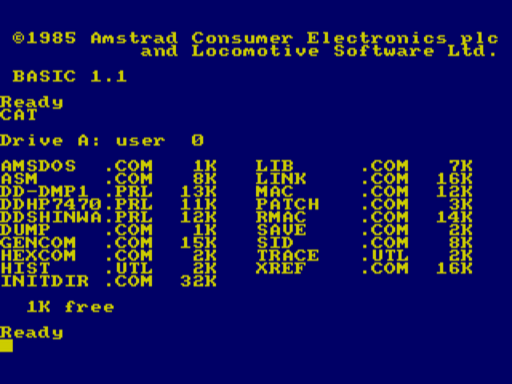 ©1985 Amstrad Consumer Electronics plc
and Locomotive Software Ltd.
BASIC 1.1
Ready
CAT
Drive A: user  0
AMSDOS  .COM   1K    LIB     .COM   7K
ASM     .COM   8K    LINK    .COM  16K
DD-DMP1 .PRL  13K    MAC     .COM  12K
DDHP7470.PRL  11K    PATCH   .COM   3K
DDSHINWA.PRL  12K    RMAC    .COM  14K
DUMP    .COM   1K    SAVE    .COM   2K
GENCOM  .COM  15K    SID     .COM   8K
HEXCOM  .COM   2K    TRACE   .UTL   2K
HIST    .UTL   2K    XREF    .COM  16K
INITDIR .COM  32K
1K free
Ready